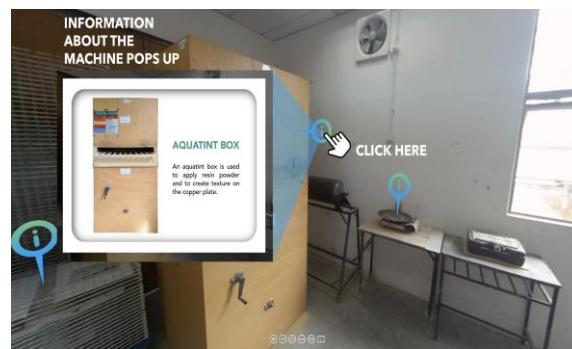 INFORMATION
ABOUT THE
MACHINE POPS UP
AQUATINT BOX
An aquatint box is used
to apply resin powder
and to create texture on
the copper plate.
CLICK HERE